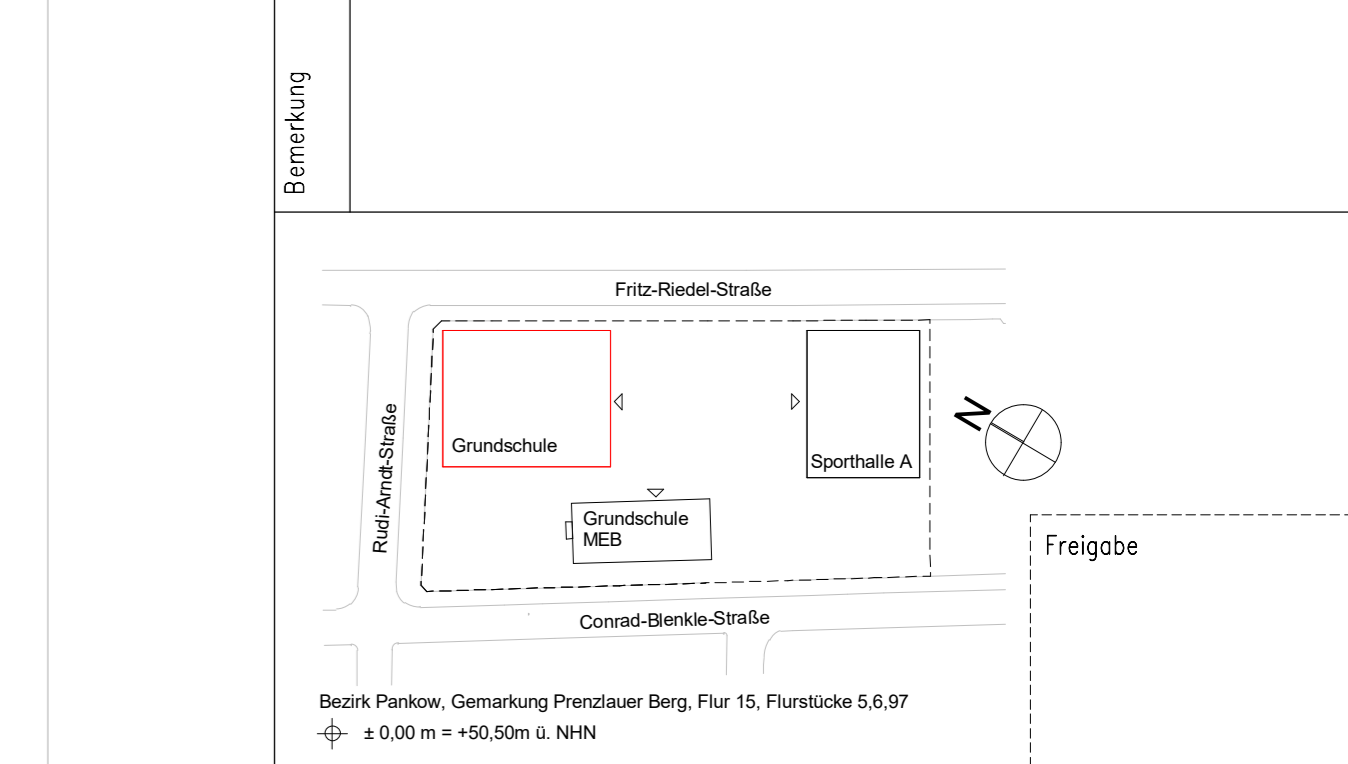 Bemerkung
Fritz-Riedel-Straße
Grundschule
Sporthalle A
N
Rudi-Arndt-Straße
Grundschule
MEB
Freigabe
Conrad-Blenkle-Straße
Bezirk Pankow, Gemarkung Prenzlauer Berg, Flur 15, Flurstücke 5,6,97
± 0,00 m = +50,50m ü. NHN